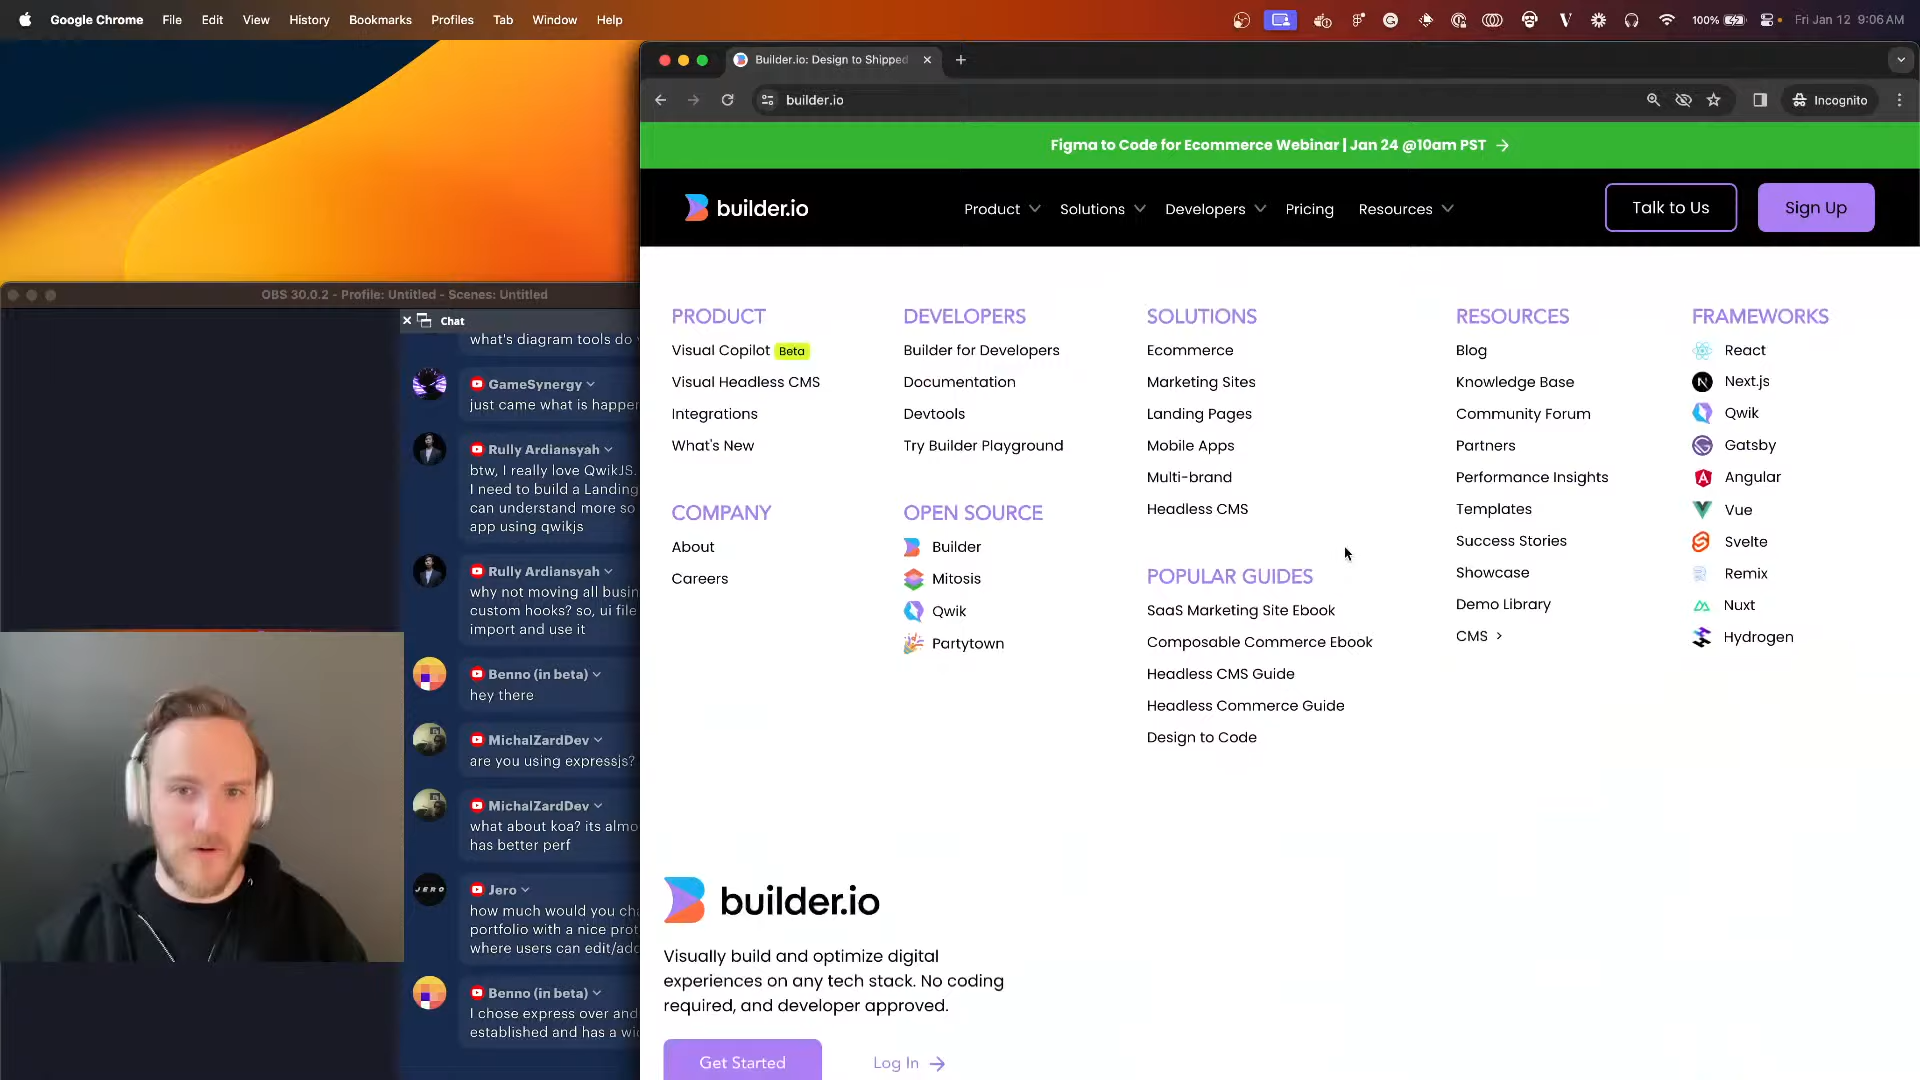 Google Chrome File Edit View History Bookmarks Profiles Tab Window Help
100% Fri Jan 12 9:06 AM
Builder.io: Design to Shipped
builder.io
Incognito
Figma to Code for Ecommerce Webinar | Jan 24 @10am PST →
builder.io
Product Solutions Developers Pricing Resources
Talk to Us
Sign Up
PRODUCT
Visual Copilot Beta
Visual Headless CMS
Integrations
What's New
COMPANY
About
Careers
DEVELOPERS
Builder for Developers
Documentation
Devtools
Try Builder Playground
OPEN SOURCE
Builder
Mitosis
Qwik
Partytown
SOLUTIONS
Ecommerce
Marketing Sites
Landing Pages
Mobile Apps
Multi-brand
Headless CMS
POPULAR GUIDES
SaaS Marketing Site Ebook
Composable Commerce Ebook
Headless CMS Guide
Headless Commerce Guide
Design to Code
RESOURCES
Blog
Knowledge Base
Community Forum
Partners
Performance Insights
Templates
Success Stories
Showcase
Demo Library
CMS >
FRAMEWORKS
React
Next.js
Qwik
Gatsby
Angular
Vue
Svelte
Remix
Nuxt
Hydrogen
builder.io
Visually build and optimize digital
experiences on any tech stack. No coding
required, and developer approved.
Get Started
Log In →
OBS 30.0.2 - Profile: Untitled - Scenes: Untitled
Chat
what's diagram tools do
GameSynergy
just came what is
Rully Ardiansyah
btw, I really love QwikJS.
I need to build a Landing
can understand more so
app using qwikjs
Rully Ardiansyah
why not moving all
custom hooks? so, ui file
import and use it
Benno (in beta)
hey there
MichalZardDev
are you using expressjs?
MichalZardDev
what about koa? its
has better perf
Jero
how much would you
portfolio with a nice
where users can
JERO
Benno (in beta)
I chose express over and
established and has a